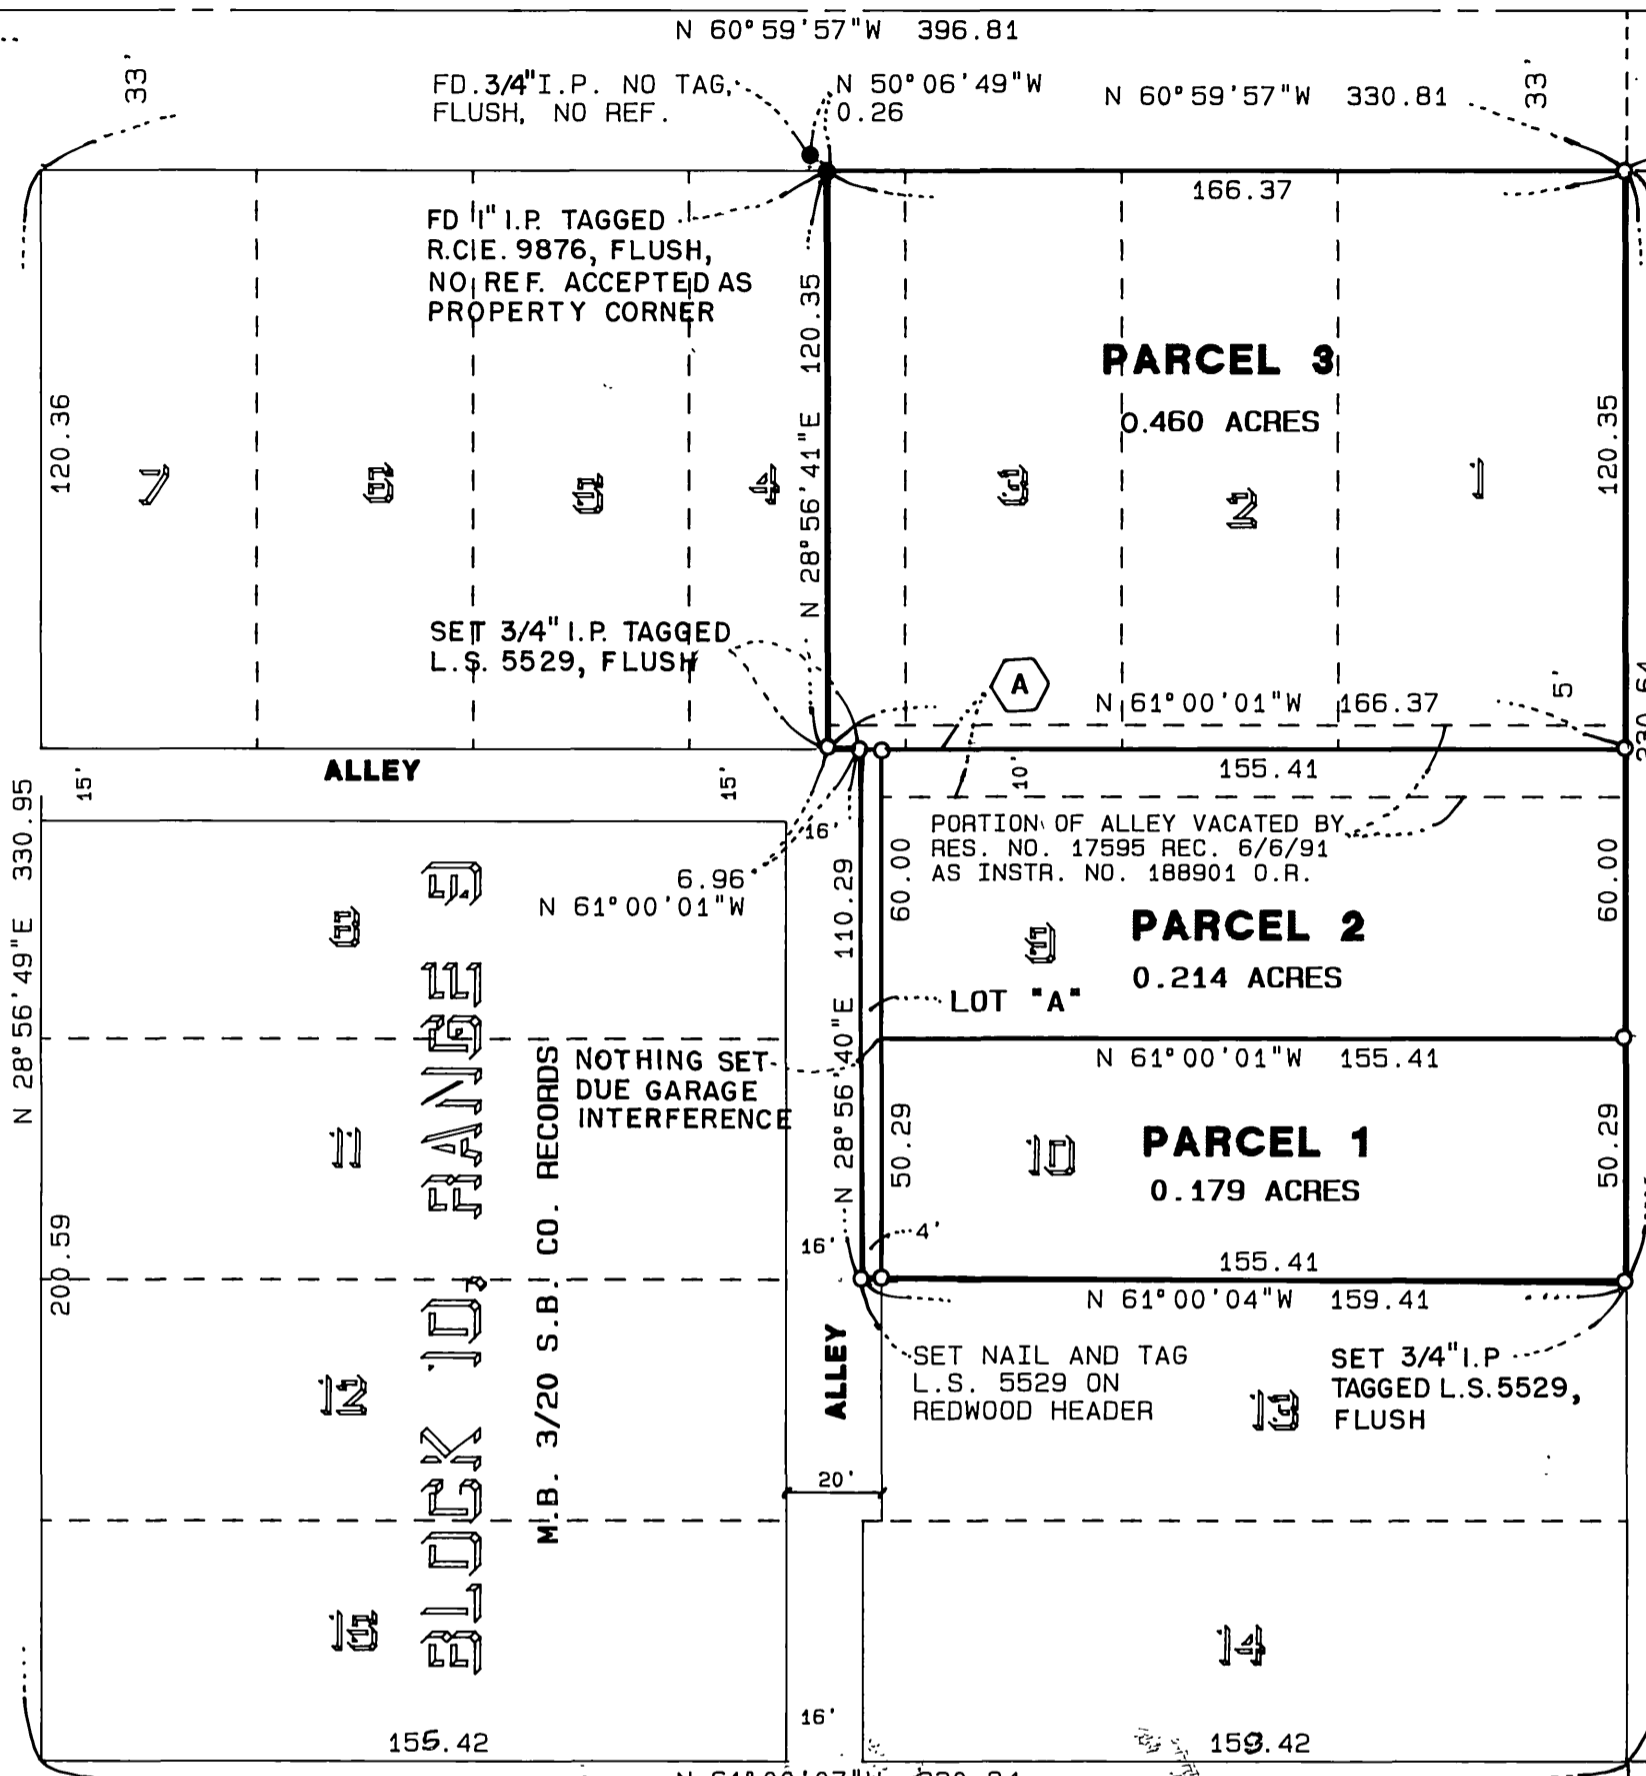 N 60°59'57"W 396.81
33'
FD. 3/4" I.P. NO TAG,
FLUSH, NO REF.
N 50°06'49"W
0.26
N 60°59'57"W 330.81
33'
166.37
FD 1" I.P. TAGGED
R.C.E. 9876, FLUSH,
NO REF. ACCEPTED AS
PROPERTY CORNER
N 28°56'41"E 120.35
PARCEL 3
0.460 ACRES
120.36
120.35
7
6
5
4
3
2
1
SET 3/4" I.P. TAGGED
L.S. 5529, FLUSH
A
N 61°00'01"W 166.37
5'
ALLEY
15'
15'
10'
155.41
16'
PORTION OF ALLEY VACATED BY
RES. NO. 17595 REC. 6/6/91
AS INSTR. NO. 188901 O.R.
6.96
N 61°00'01"W
60.00
60.00
PARCEL 2
0.214 ACRES
8
9
LOT "A"
N 28°56'49"E 330.95
N 28°56'40"E 110.29
N 61°00'01"W 155.41
NOTHING SET
DUE GARAGE
INTERFERENCE
PARCEL 1
0.179 ACRES
11
10
50.29
50.29
4'
16'
155.41
N 61°00'04"W 159.41
200.59
BLOCK 10, RANGE E
M.B. 3/20 S.B. CO. RECORDS
ALLEY
SET NAIL AND TAG
L.S. 5529 ON
REDWOOD HEADER
SET 3/4" I.P
TAGGED L.S. 5529,
FLUSH
12
13
20'
14
16'
155.42
159.42